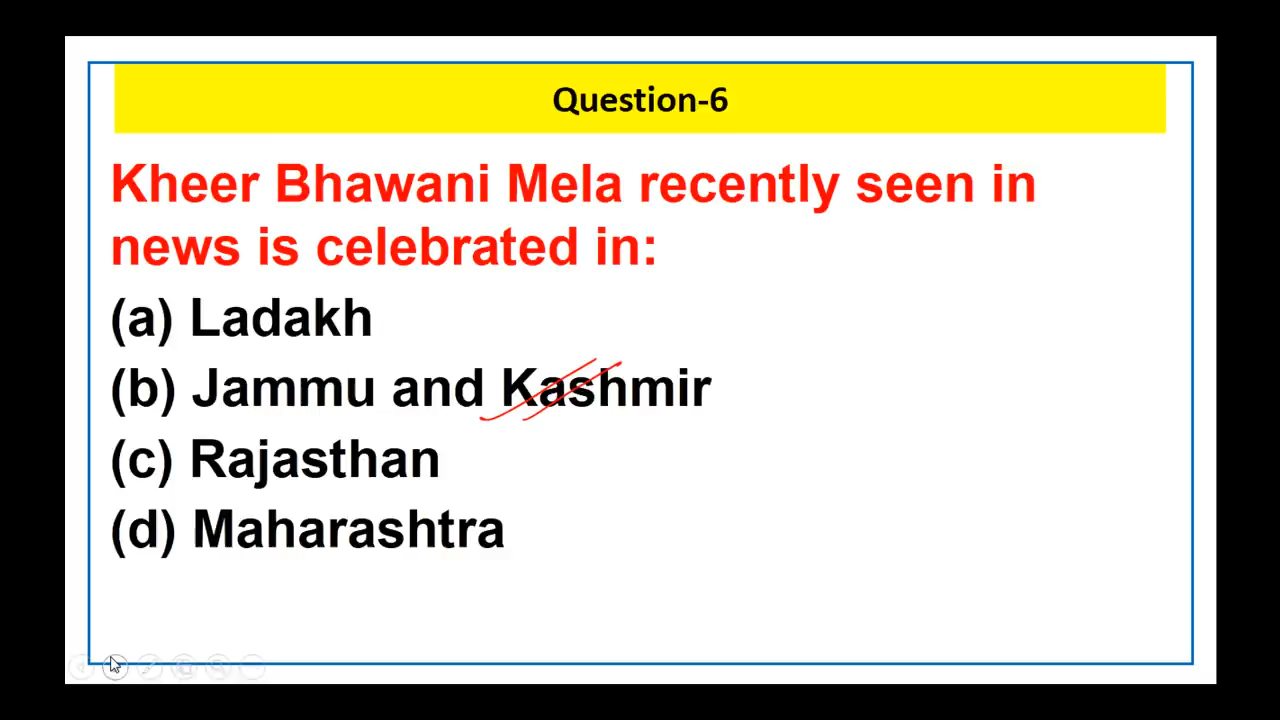 Question-6
Kheer Bhawani Mela recently seen in
news is celebrated in:
(a) Ladakh
(b) Jammu and Kashmir
(c) Rajasthan
(d) Maharashtra